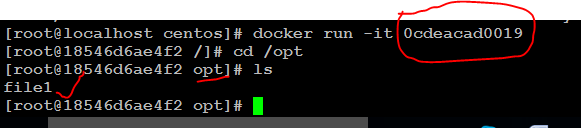 [root@localhost centos]# docker run -it 0cdeacad0019
[root@18546d6ae4f2 /]# cd /opt
[root@18546d6ae4f2 opt]# ls
file1
[root@18546d6ae4f2 opt]#